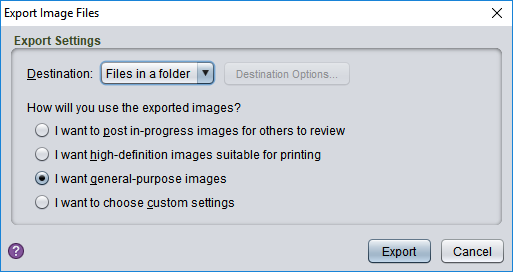 Export Image Files
Export Settings
Destination: Files in a folder Destination Options...
How will you use the exported images?
I want to post in-progress images for others to review
I want high-definition images suitable for printing
I want general-purpose images
I want to choose custom settings
? Export Cancel